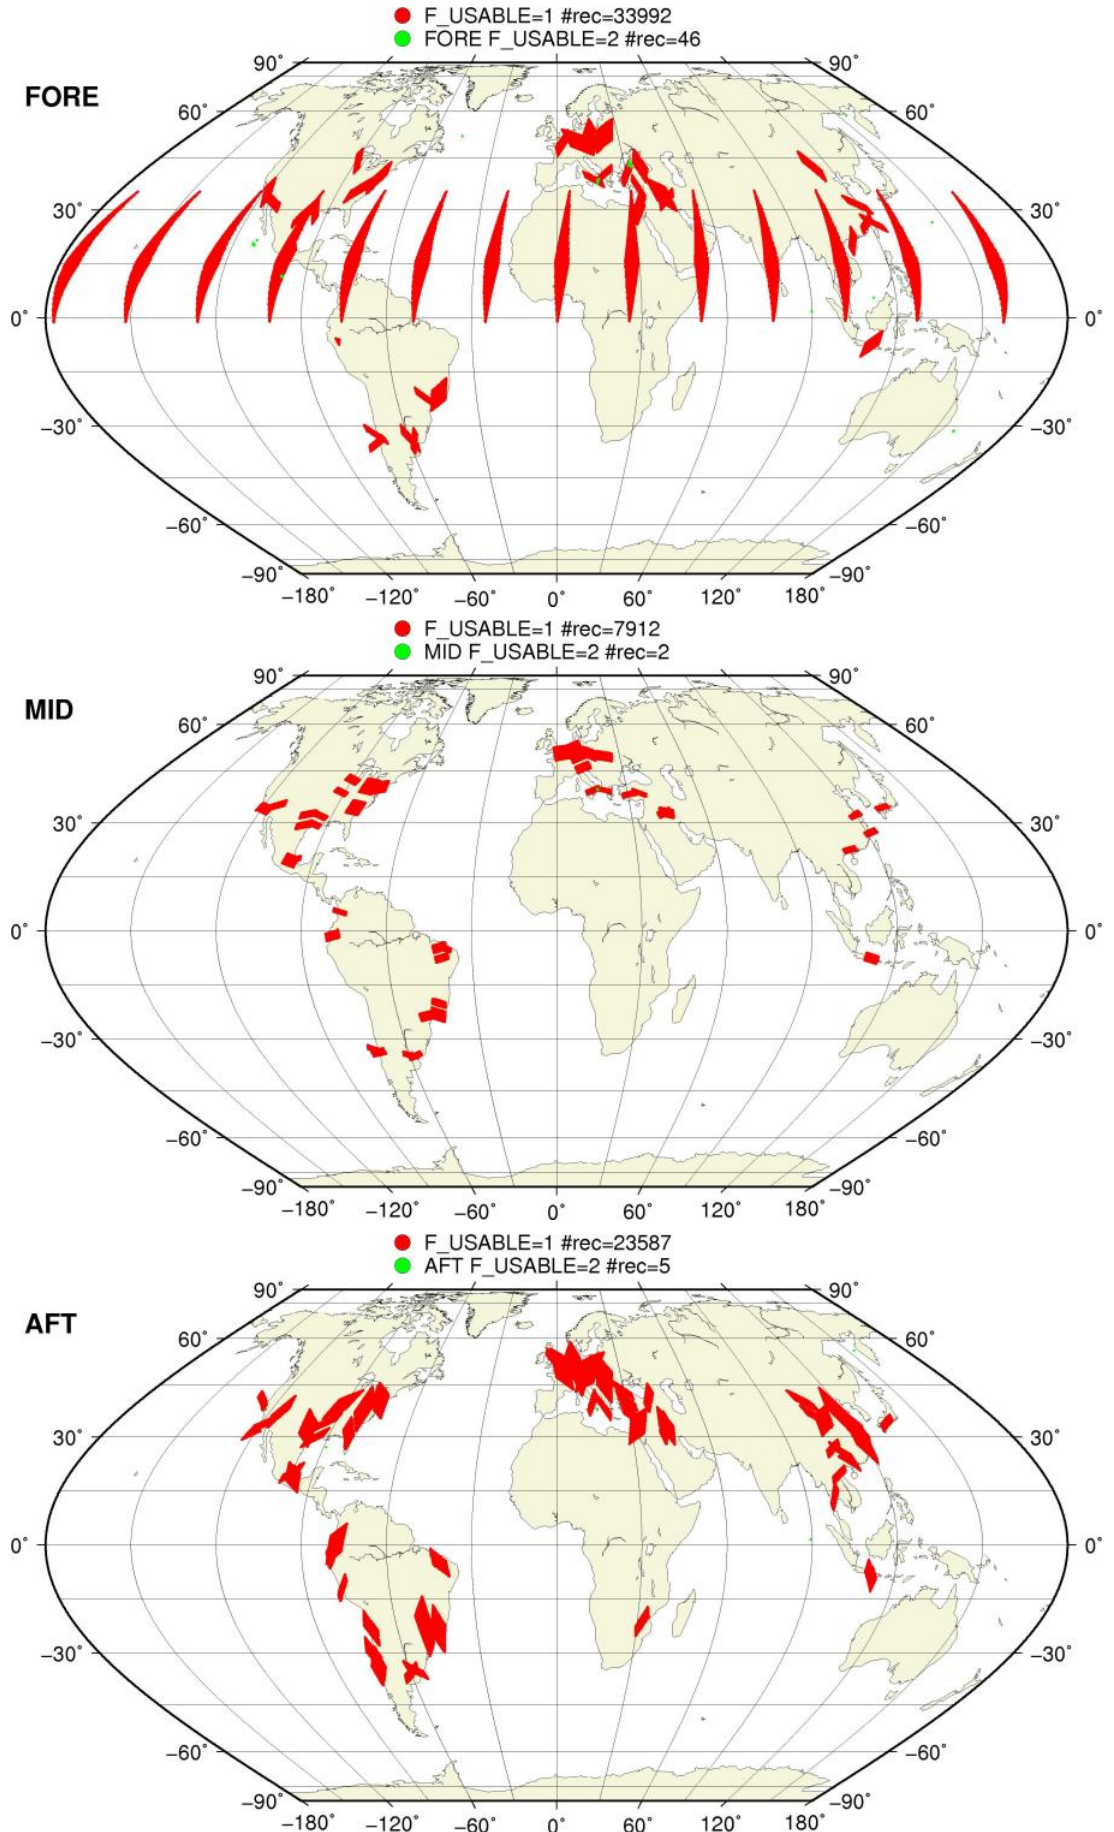 F_USABLE=1 #rec=33992
FORE F_USABLE=2 #rec=46
FORE
90° 90°
60° 60°
30° 30°
0° 0°
−30° −30°
−60° −60°
−90° −90°
−180° −120° −60° 0° 60° 120° 180°
F_USABLE=1 #rec=7912
MID F_USABLE=2 #rec=2
MID
90° 90°
60° 60°
30° 30°
0° 0°
−30° −30°
−60° −60°
−90° −90°
−180° −120° −60° 0° 60° 120° 180°
F_USABLE=1 #rec=23587
AFT F_USABLE=2 #rec=5
AFT
90° 90°
60° 60°
30° 30°
0° 0°
−30° −30°
−60° −60°
−90° −90°
−180° −120° −60° 0° 60° 120° 180°